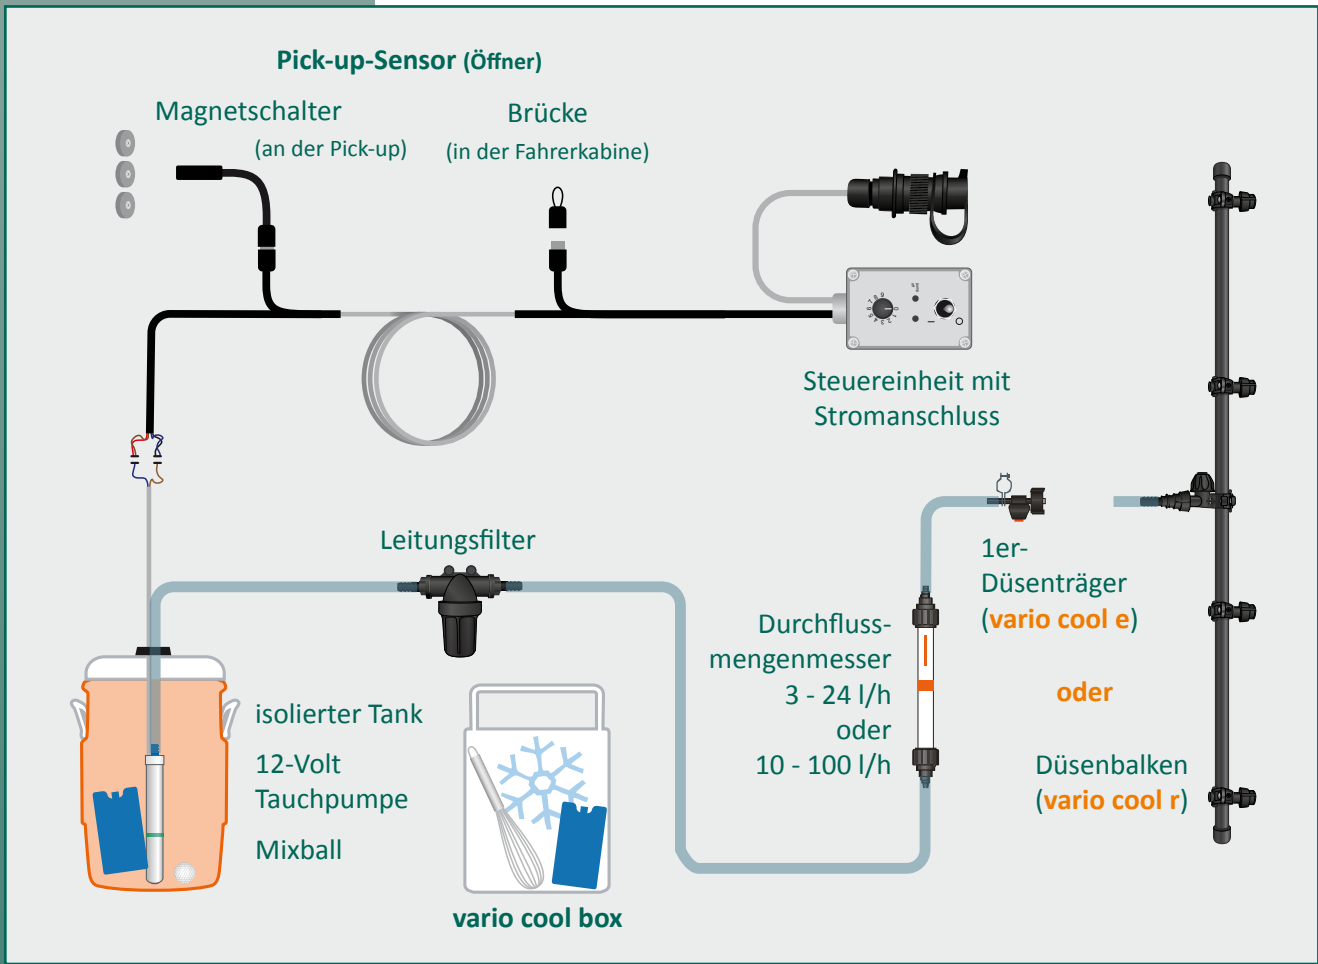 Pick-up-Sensor (Öffner)
Magnetschalter
(an der Pick-up)
Brücke
(in der Fahrerkabine)
Steuereinheit mit
Stromanschluss
Leitungsfilter
1er-
Düsenträger
(vario cool e)
oder
Düsenbalken
(vario cool r)
Durchfluss-
mengenmesser
3 - 24 l/h
oder
10 - 100 l/h
isolierter Tank
12-Volt
Tauchpumpe
Mixball
vario cool box